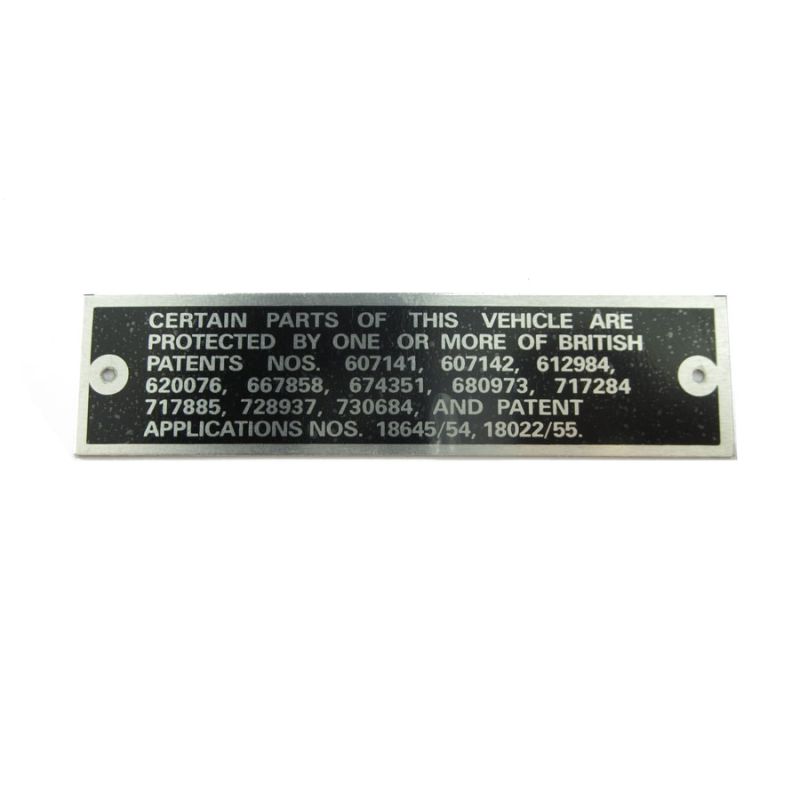 CERTAIN PARTS OF THIS VEHICLE ARE
PROTECTED BY ONE OR MORE OF BRITISH
PATENTS NOS. 607141, 607142, 612984,
620076, 667858, 674351, 680973, 717284
717885, 728937, 730684, AND PATENT
APPLICATIONS NOS. 18645/54, 18022/55.